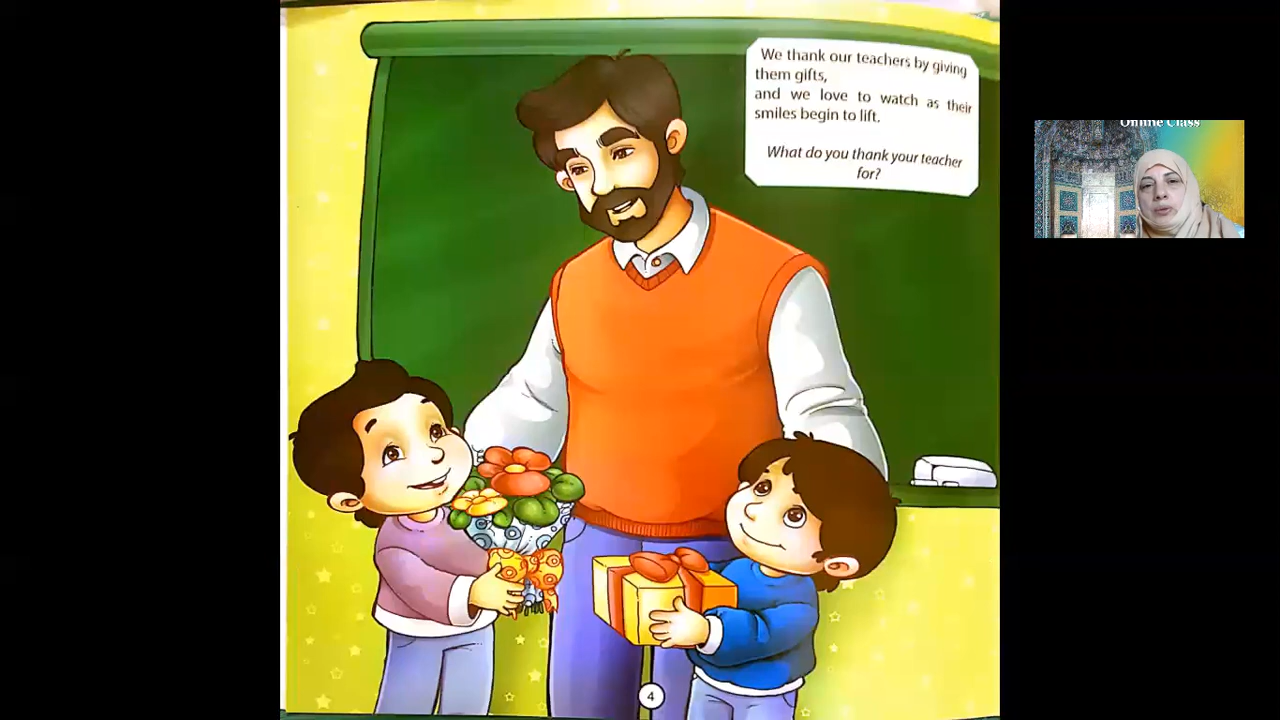 We thank our teachers by giving
them gifts,
and we love to watch as their
smiles begin to lift.
What do you thank your teacher
for?
4
Online Class